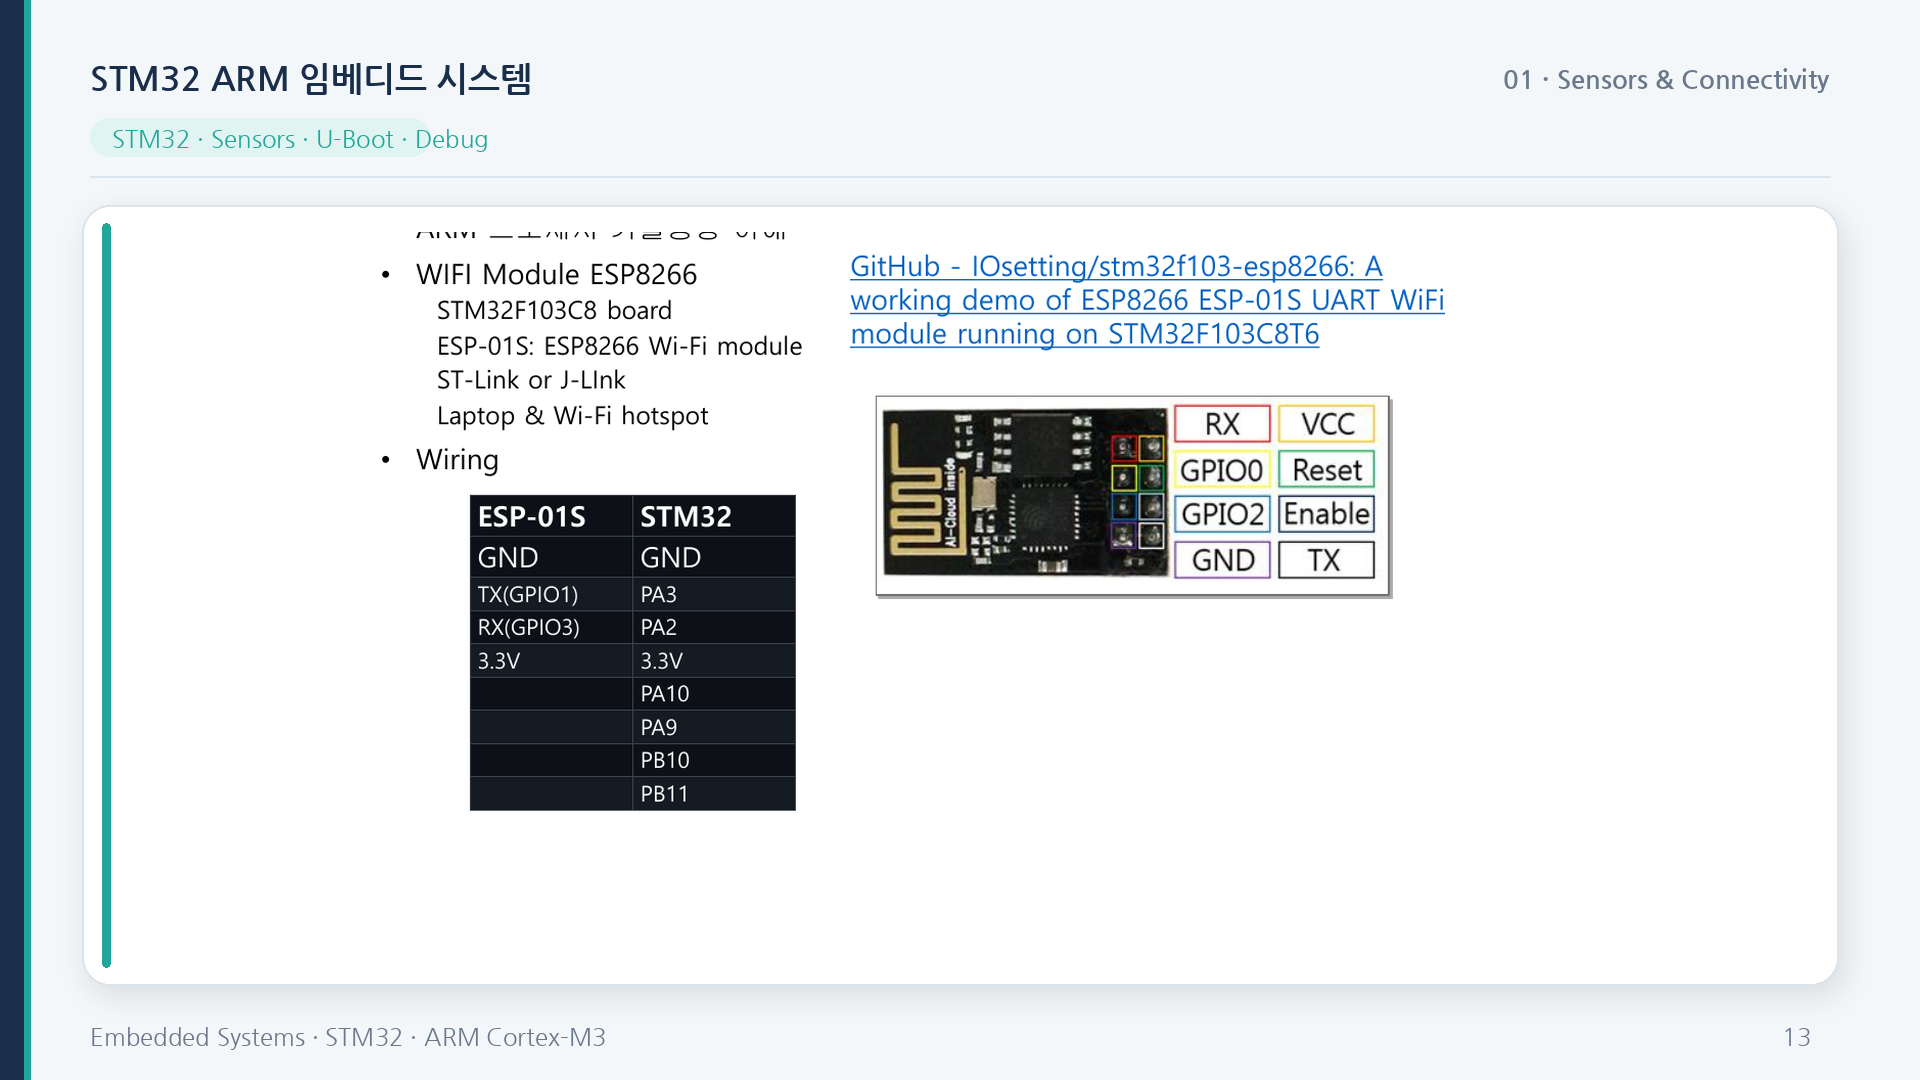 STM32 ARM 임베디드 시스템
01 · Sensors & Connectivity
STM32 · Sensors · U-Boot · Debug
• WIFI Module ESP8266
STM32F103C8 board
ESP-01S: ESP8266 Wi-Fi module
ST-Link or J-LInk
Laptop & Wi-Fi hotspot
• Wiring
ESP-01S STM32
GND GND
TX(GPIO1) PA3
RX(GPIO3) PA2
3.3V 3.3V
PA10
PA9
PB10
PB11
GitHub - IOsetting/stm32f103-esp8266: A
working demo of ESP8266 ESP-01S UART WiFi
module running on STM32F103C8T6
AI-Cloud inside
RX VCC
GPIO0 Reset
GPIO2 Enable
GND TX
Embedded Systems · STM32 · ARM Cortex-M3
13